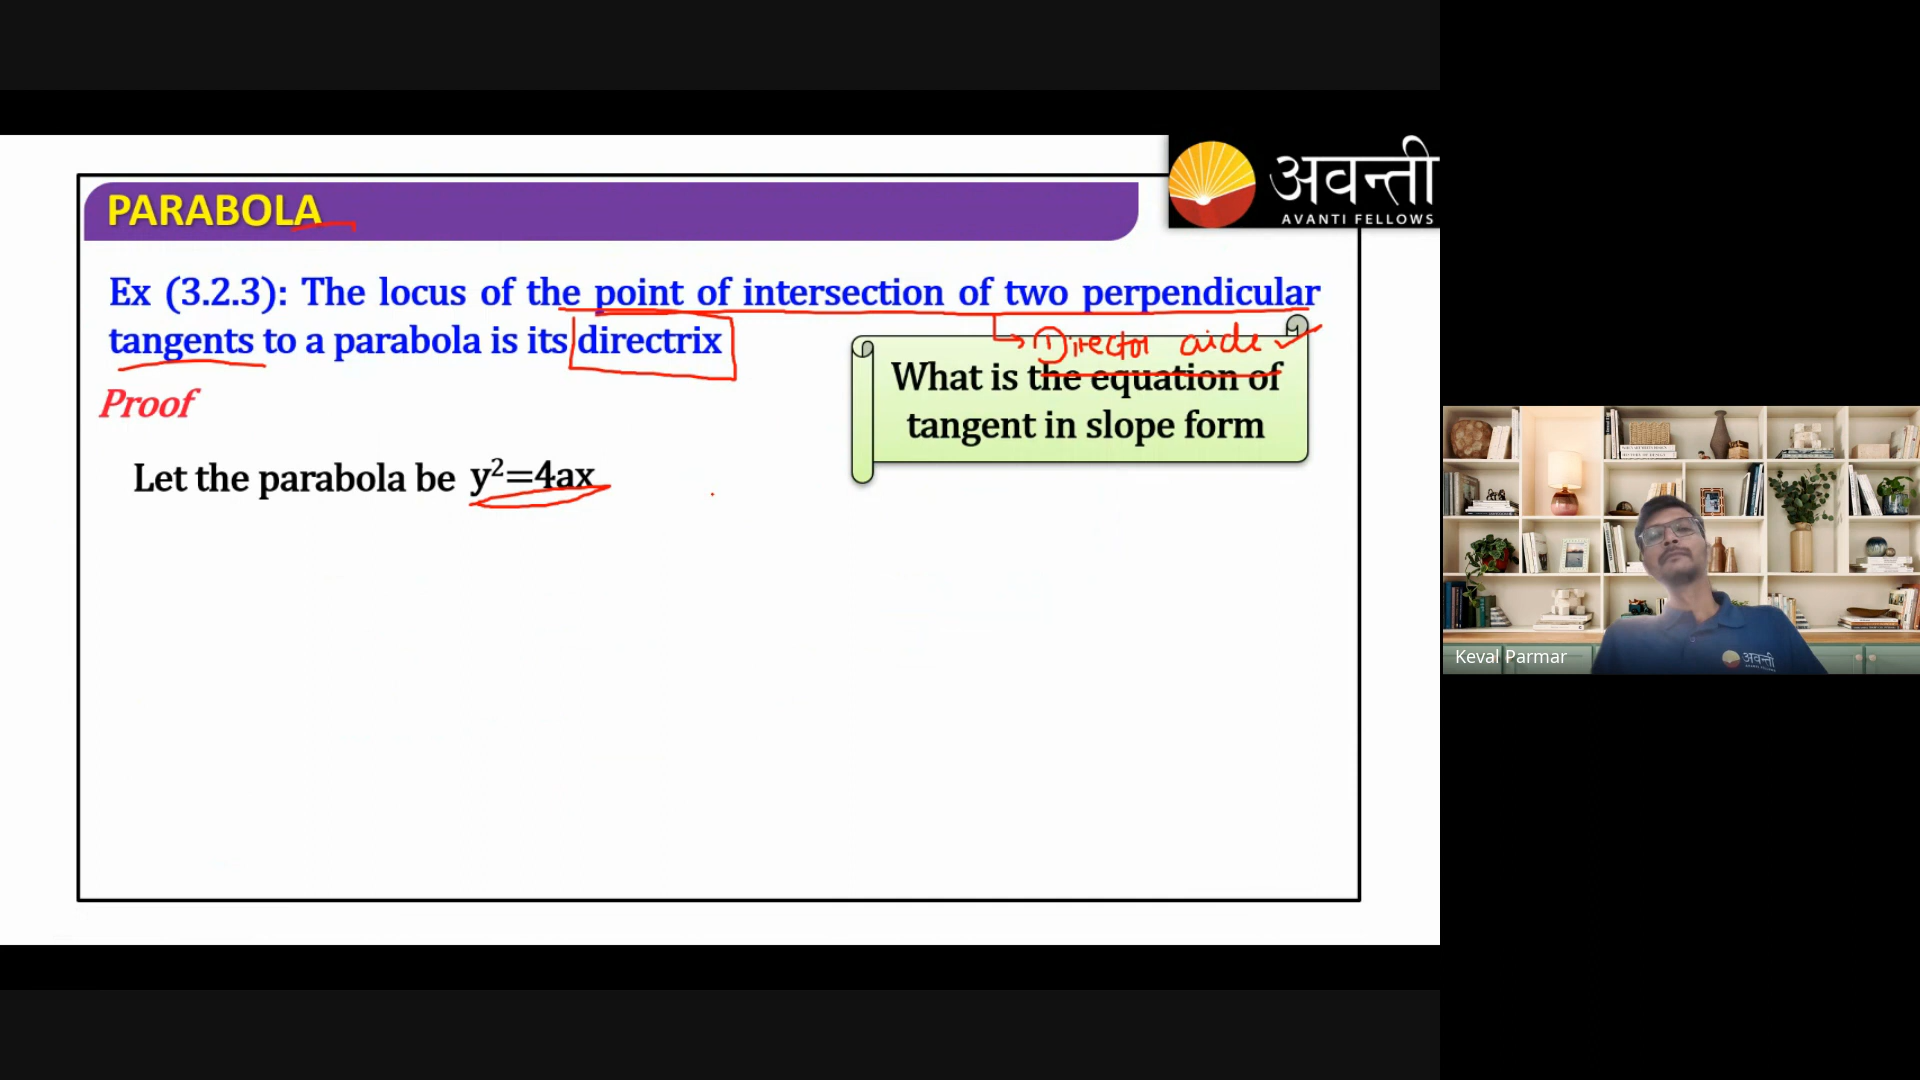 अवन्ती
AVANTI FELLOWS
PARABOLA
Ex (3.2.3): The locus of the point of intersection of two perpendicular
tangents to a parabola is its directrix
Director circle
What is the equation of
tangent in slope form
Proof
Let the parabola be y²=4ax
Keval Parmar
अवन्ती